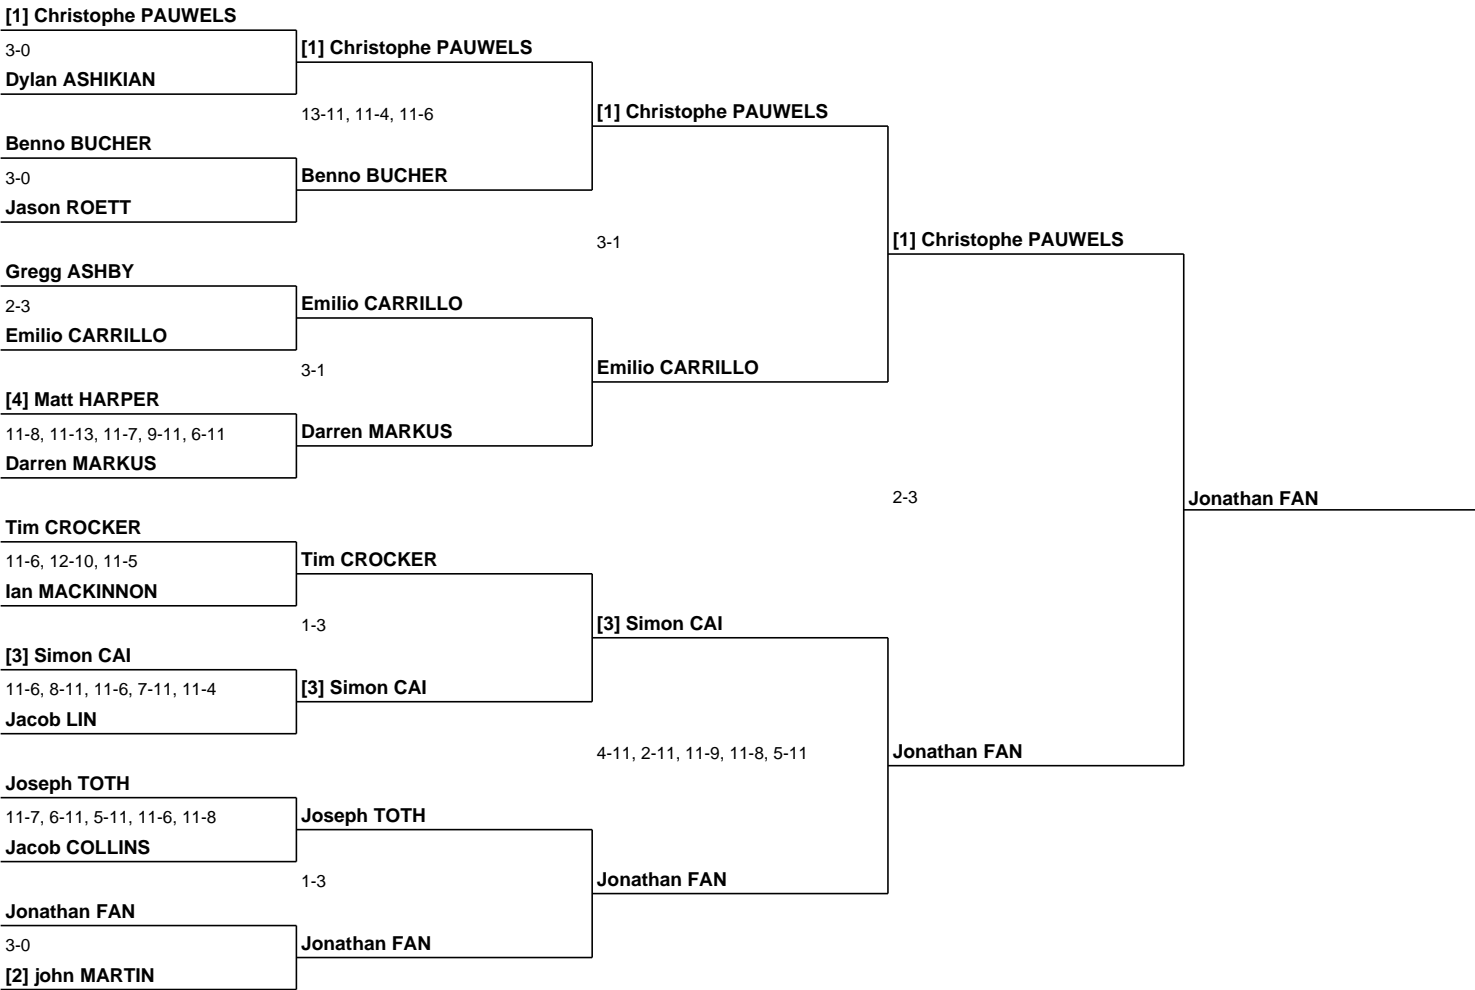 [1] Christophe PAUWELS
3-0
Dylan ASHIKIAN
Benno BUCHER
3-0
Jason ROETT
Gregg ASHBY
2-3
Emilio CARRILLO
[4] Matt HARPER
11-8, 11-13, 11-7, 9-11, 6-11
Darren MARKUS
Tim CROCKER
11-6, 12-10, 11-5
Ian MACKINNON
[3] Simon CAI
11-6, 8-11, 11-6, 7-11, 11-4
Jacob LIN
Joseph TOTH
11-7, 6-11, 5-11, 11-6, 11-8
Jacob COLLINS
Jonathan FAN
3-0
[2] john MARTIN
[1] Christophe PAUWELS
13-11, 11-4, 11-6
Benno BUCHER
Emilio CARRILLO
3-1
Darren MARKUS
Tim CROCKER
1-3
[3] Simon CAI
Joseph TOTH
1-3
Jonathan FAN
[1] Christophe PAUWELS
3-1
Emilio CARRILLO
[3] Simon CAI
4-11, 2-11, 11-9, 11-8, 5-11
Jonathan FAN
[1] Christophe PAUWELS
2-3
Jonathan FAN
Jonathan FAN